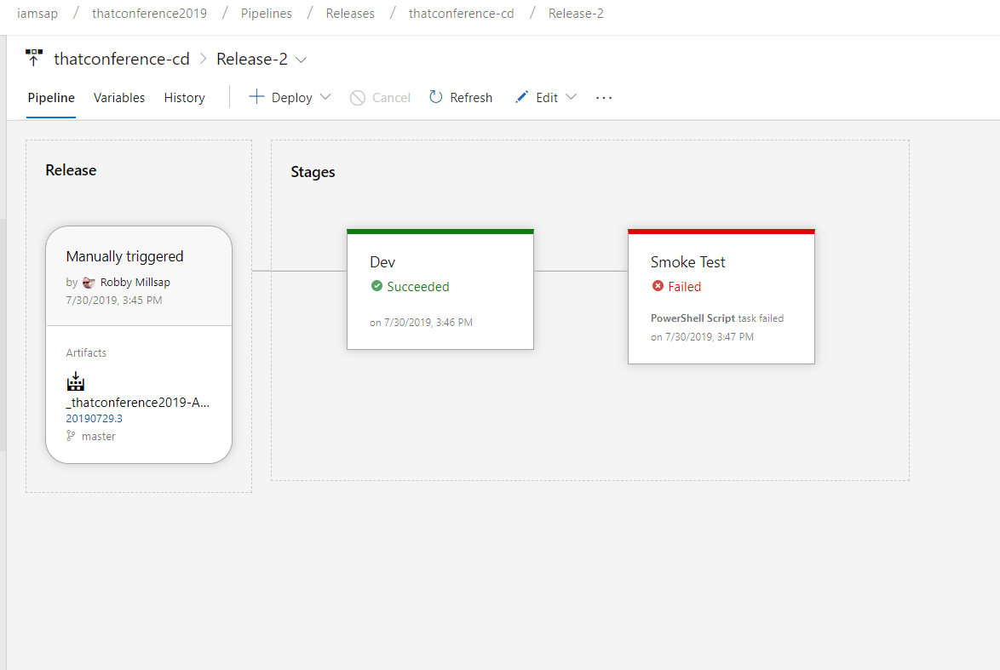 iamsap / thatconference2019 / Pipelines / Releases / thatconference-cd / Release-2
thatconference-cd > Release-2
Pipeline Variables History Deploy Cancel Refresh Edit ...
Release
Manually triggered
by Robby Millsap
7/30/2019, 3:45 PM
Artifacts
_thatconference2019-A...
20190729.3
master
Stages
Dev
Succeeded
on 7/30/2019, 3:46 PM
Smoke Test
Failed
PowerShell Script task failed
on 7/30/2019, 3:47 PM